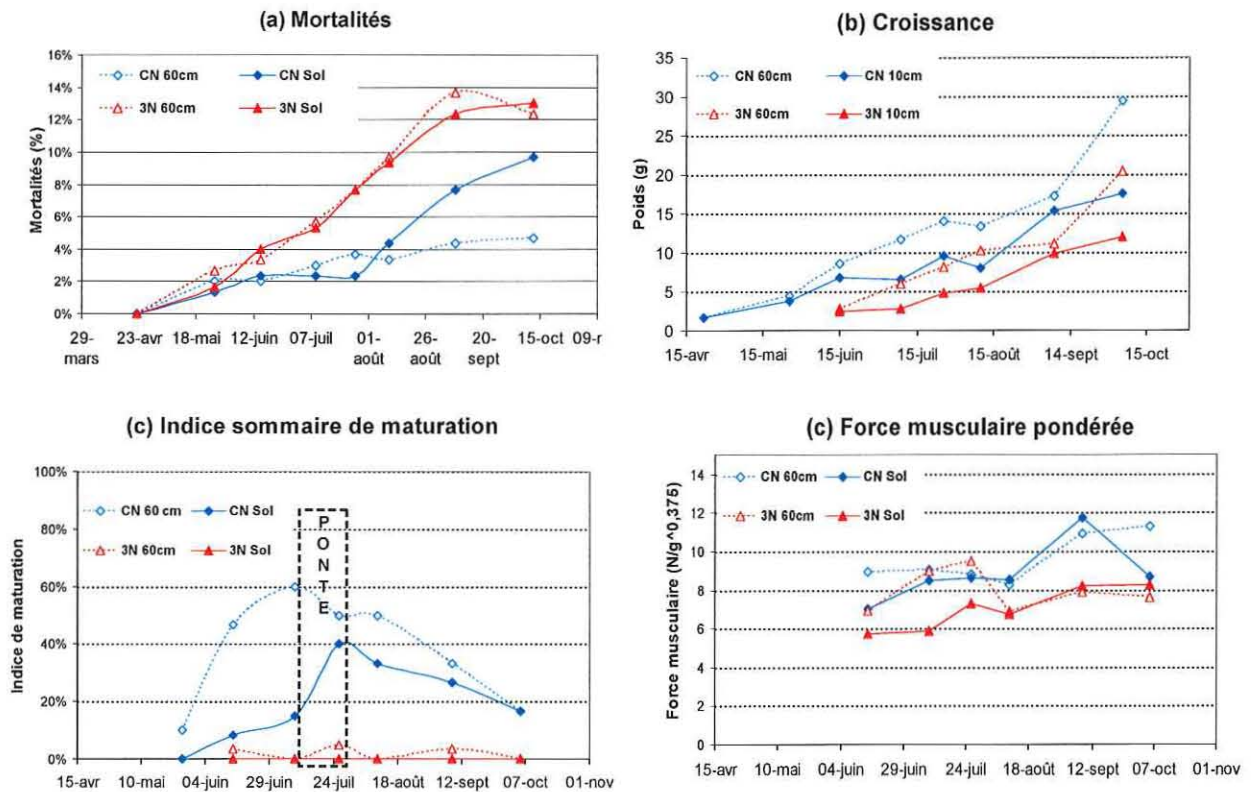 (a) Mortalités
16%
14%
12%
10%
8%
6%
4%
2%
0%
Mortalités (%)
CN 60cm
CN Sol
3N 60cm
3N Sol
29-
mars
23-avr
18-mai
12-juin
07-juil
01-
août
26-
août
20-
sept
15-oct
09-r
(b) Croissance
35
30
25
20
15
10
5
0
Poids (g)
CN 60cm
CN 10cm
3N 60cm
3N 10cm
15-avr
15-mai
15-juin
15-juil
15-août
14-sept
15-oct
(c) Indice sommaire de maturation
100%
80%
60%
40%
20%
0%
Indice de maturation
CN 60 cm
CN Sol
3N 60cm
3N Sol
PONTE
15-avr
10-mai
04-juin
29-juin
24-juil
18-août
12-sept
07-oct
01-nov
(c) Force musculaire pondérée
14
12
10
8
6
4
2
0
Force musculaire (N/g^0,375)
CN 60cm
CN Sol
3N 60cm
3N Sol
15-avr
10-mai
04-juin
29-juin
24-juil
18-août
12-sept
07-oct
01-nov